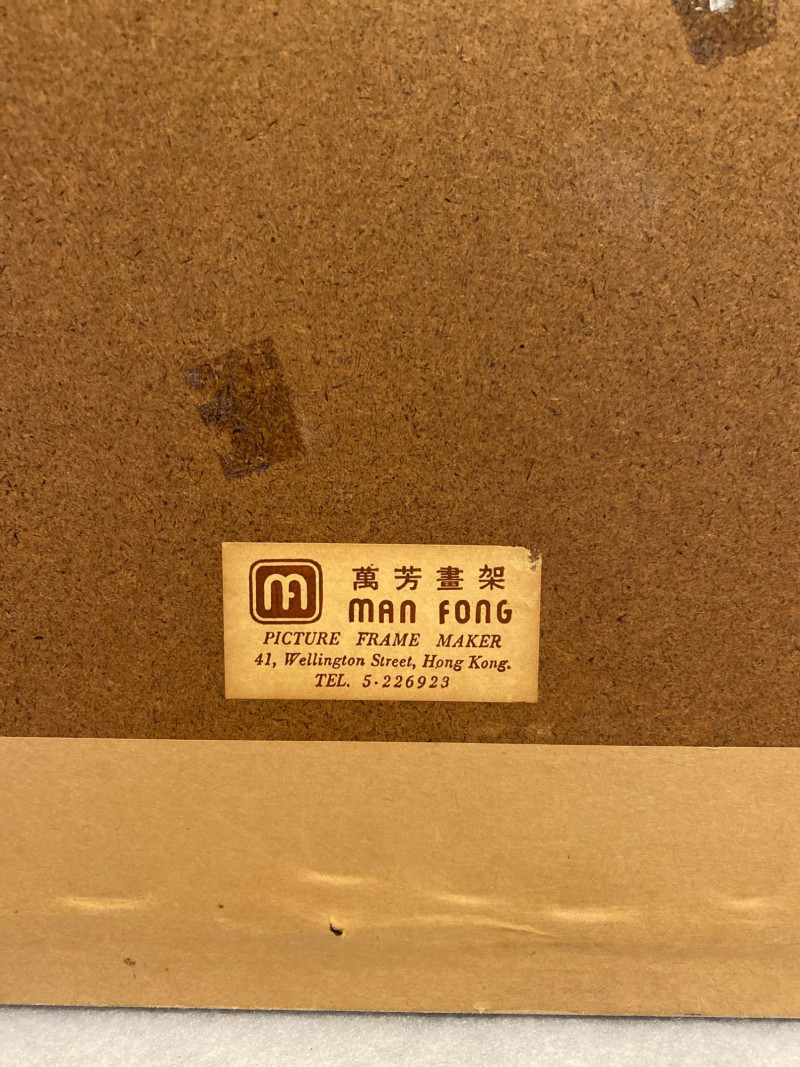 萬芳畫架
MAN FONG
PICTURE FRAME MAKER
41, Wellington Street, Hong Kong.
TEL. 5-226923